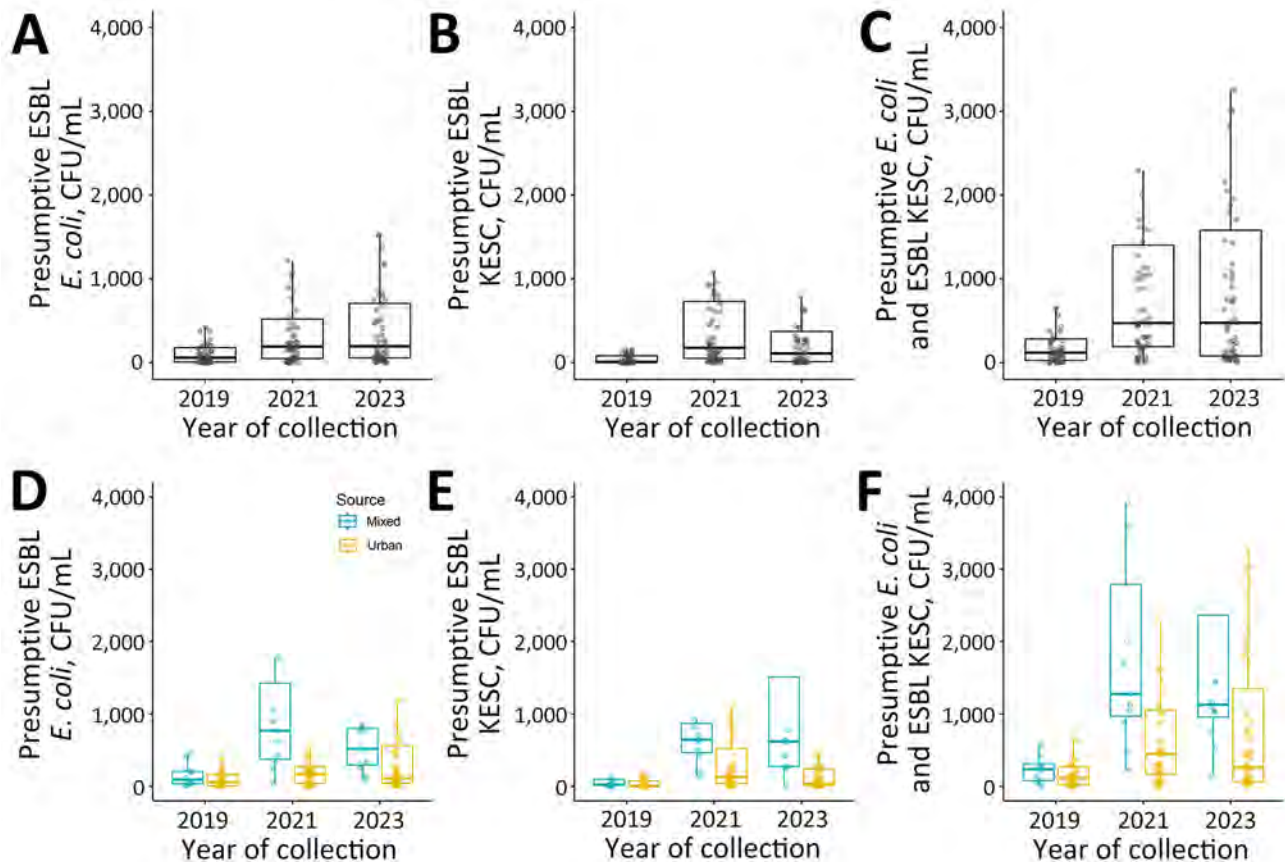 A
Presumptive ESBL
E. coli, CFU/mL
4,000
3,000
2,000
1,000
0
2019 2021 2023
Year of collection
B
Presumptive ESBL
KESC, CFU/mL
4,000
3,000
2,000
1,000
0
2019 2021 2023
Year of collection
C
Presumptive E. coli
and ESBL KESC, CFU/mL
4,000
3,000
2,000
1,000
0
2019 2021 2023
Year of collection
D
Presumptive ESBL
E. coli, CFU/mL
4,000
3,000
2,000
1,000
0
Source
Mixed
Urban
2019 2021 2023
Year of collection
E
Presumptive ESBL
KESC, CFU/mL
4,000
3,000
2,000
1,000
0
2019 2021 2023
Year of collection
F
Presumptive E. coli
and ESBL KESC, CFU/mL
4,000
3,000
2,000
1,000
0
2019 2021 2023
Year of collection